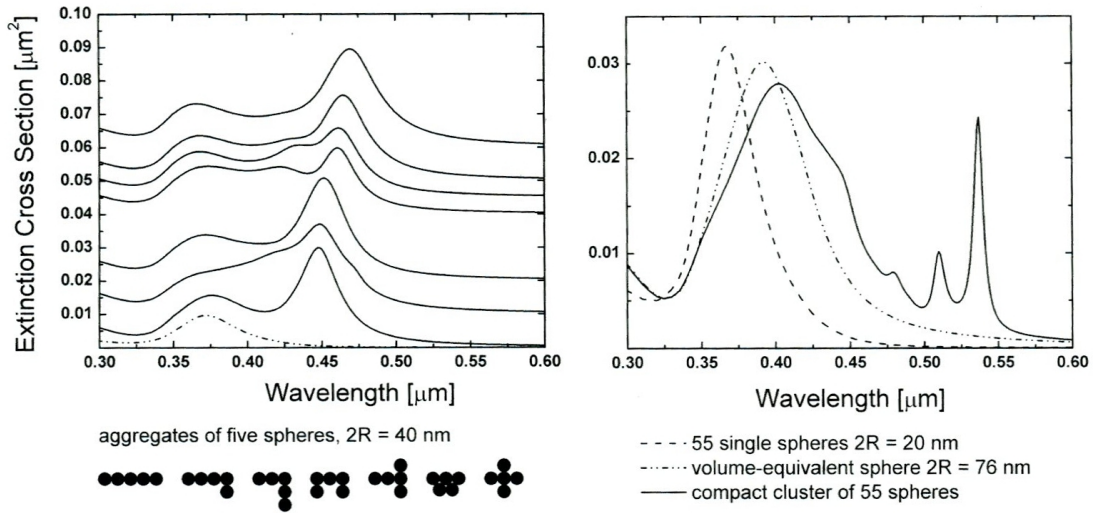 Extinction Cross Section [µm²]
0.10
0.09
0.08
0.07
0.06
0.05
0.04
0.03
0.02
0.01
0.30 0.35 0.40 0.45 0.50 0.55 0.60
Wavelength [µm]
aggregates of five spheres, 2R = 40 nm
0.03
0.02
0.01
0.30 0.35 0.40 0.45 0.50 0.55 0.60
Wavelength [µm]
55 single spheres 2R = 20 nm
volume-equivalent sphere 2R = 76 nm
compact cluster of 55 spheres